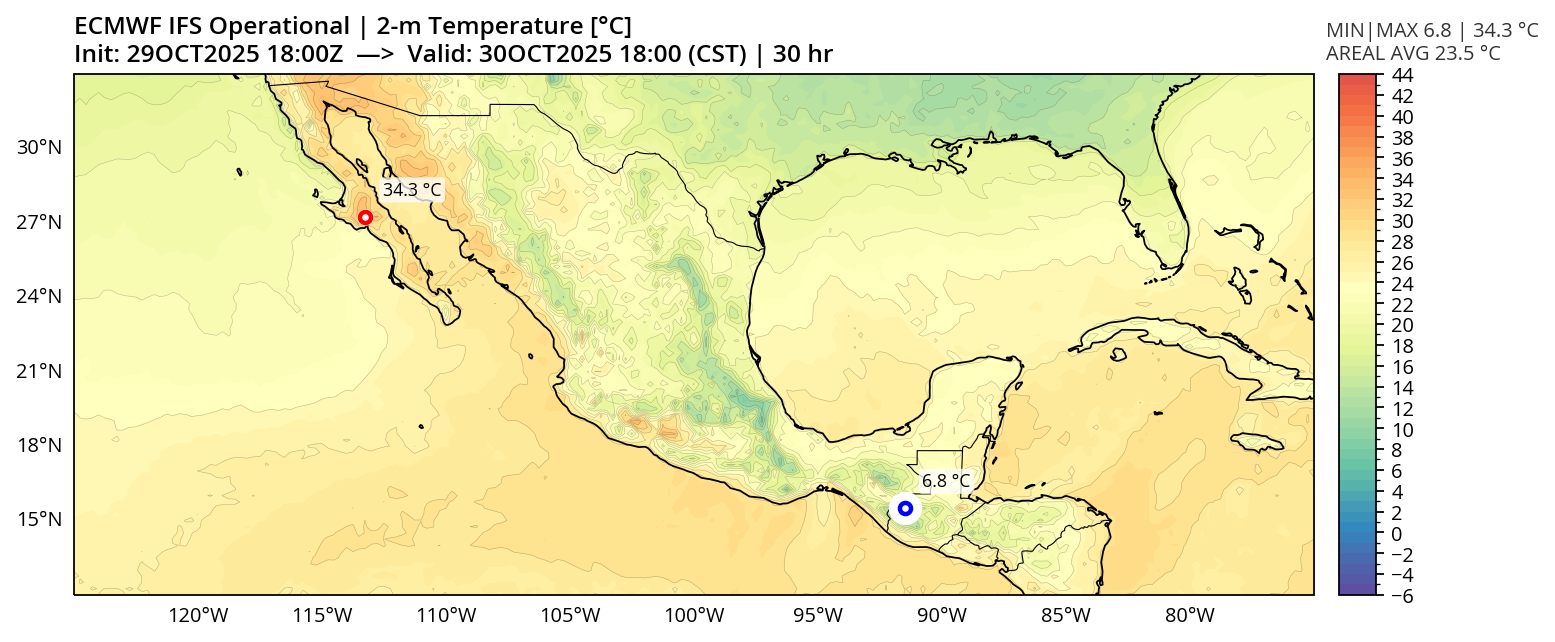 ECMWF IFS Operational | 2-m Temperature [°C]
Init: 29OCT2025 18:00Z —> Valid: 30OCT2025 18:00 (CST) | 30 hr
MIN|MAX 6.8 | 34.3 °C
AREAL AVG 23.5 °C
30°N
27°N
24°N
21°N
18°N
15°N
34.3 °C
6.8 °C
120°W
115°W
110°W
105°W
100°W
95°W
90°W
85°W
80°W
44
42
40
38
36
34
32
30
28
26
24
22
20
18
16
14
12
10
8
6
4
2
0
−2
−4
−6